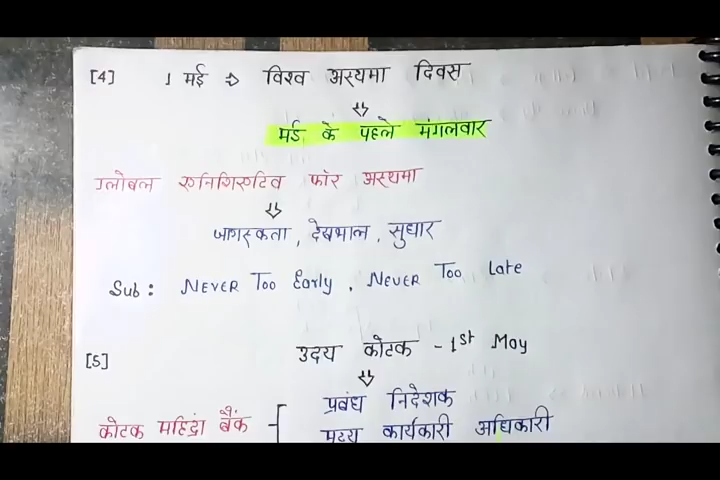 [4] 1 मई ⇒ विश्व अस्थमा दिवस
⇓
मई के पहले मंगलवार
ग्लोबल इनिशिएटिव फॉर अस्थमा
⇓
जागरूकता, देखभाल, सुधार
Sub: NEVER Too Early, NEVER Too Late
[5] उदय कोटक - 1st May
⇓
प्रबंध निदेशक
कोटक महिंद्रा बैंक
मुख्य कार्यकारी अधिकारी